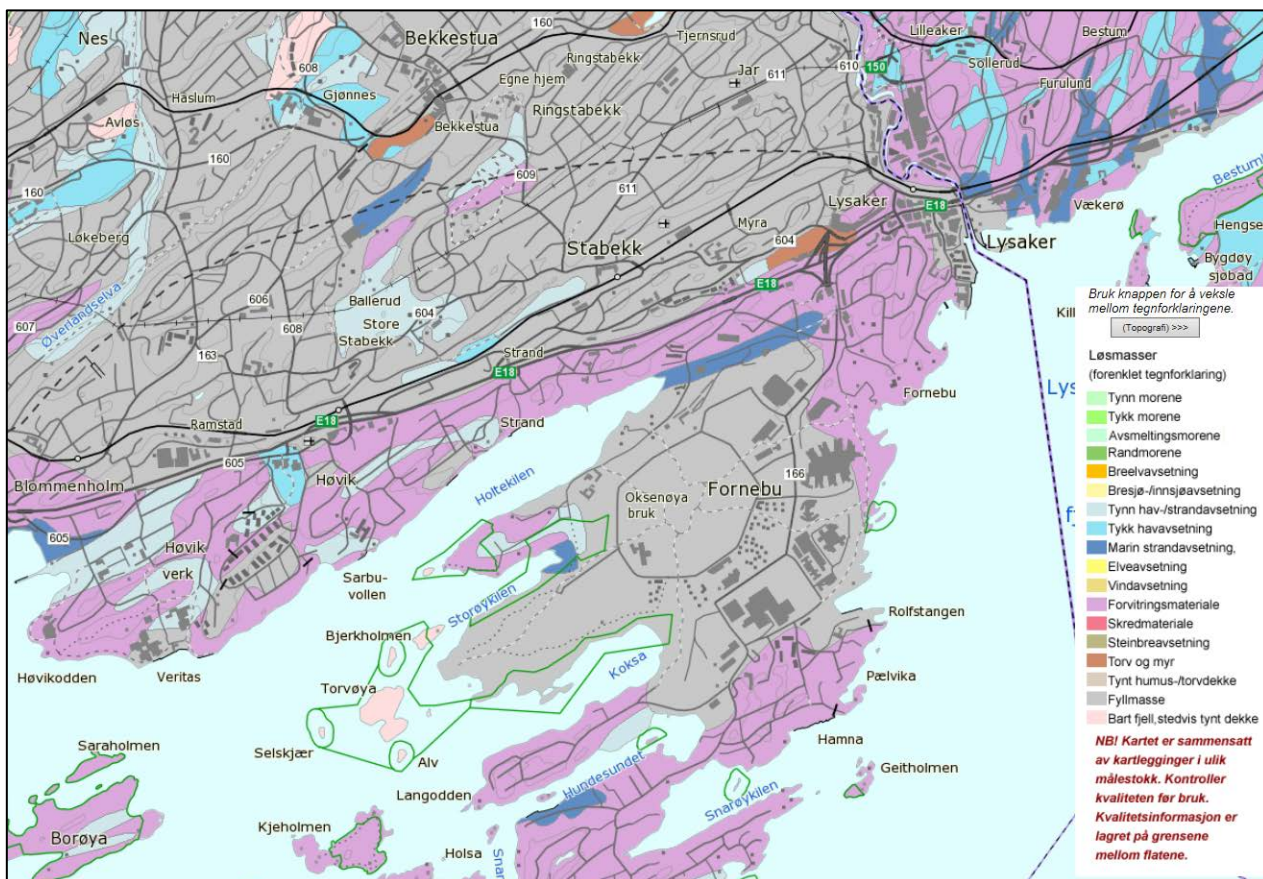 Nes
Bekkestua
160
Tjernsrud
Lilleaker
Bestum
608
Ringstabekk
610
150
Sollerud
Egne hjem
Jar
611
Furulund
Haslum
Gjønnes
Ringstabekk
Avløs
Bekkestua
160
609
611
Bestumk
160
Lysaker
E18
Vækerø
Løkeberg
Myra
604
Hengse
Stabekk
Lysaker
Bygdøy
sjøbad
Øverlandselva
606
Ballerud
604
E18
Store
Stabekk
607
608
163
Strand
E18
Ramstad
E18
Fornebu
Strand
605
Blommenholm
Høvik
166
Holtekilen
Oksenøya
bruk
Fornebu
605
Høvik
verk
Sarbu-
vollen
Storøykilen
Rolfstangen
Bjerkholmen
Koksa
Høvikodden
Veritas
Torvøya
Pælvika
Selskjær
Alv
Hamna
Saraholmen
Langodden
Hundesundet
Geitholmen
Snarøykilen
Kjeholmen
Borøya
Holsa
Snar
Kill
Lys
fj
Bruk knappen for å veksle
mellom tegnforklaringene.
(Topografi) >>>
Løsmasser
(forenklet tegnforklaring)
Tynn morene
Tykk morene
Avsmeltingsmorene
Randmorene
Breelvavsetning
Bresjø-/innsjøavsetning
Tynn hav-/strandavsetning
Tykk havavsetning
Marin strandavsetning,
Elveavsetning
Vindavsetning
Forvitringsmateriale
Skredmateriale
Steinbreavsetning
Torv og myr
Tynt humus-/torvdekke
Fyllmasse
Bart fjell,stedvis tynt dekke
NB! Kartet er sammensatt
av kartlegginger i ulik
målestokk. Kontroller
kvaliteten før bruk.
Kvalitetsinformasjon er
lagret på grensene
mellom flatene.